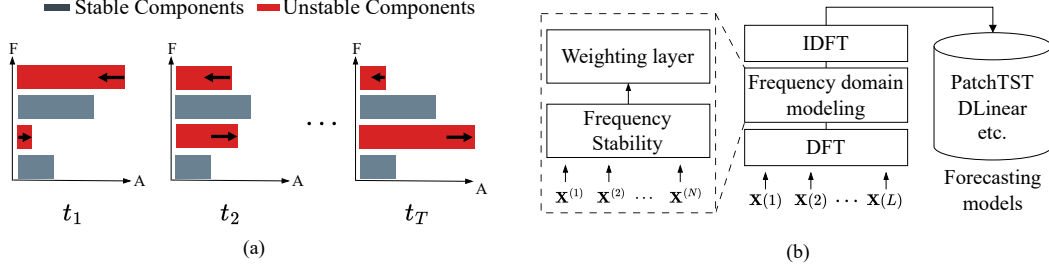 Stable Components
Unstable Components
F
A
t₁
F
A
t₂
...
F
A
t_T
(a)
Weighting layer
Frequency
Stability
X⁽¹⁾ X⁽²⁾ ... X⁽ᴺ⁾
IDFT
Frequency domain
modeling
DFT
X(1) X(2) ... X(L)
PatchTST
DLinear
etc.
Forecasting
models
(b)